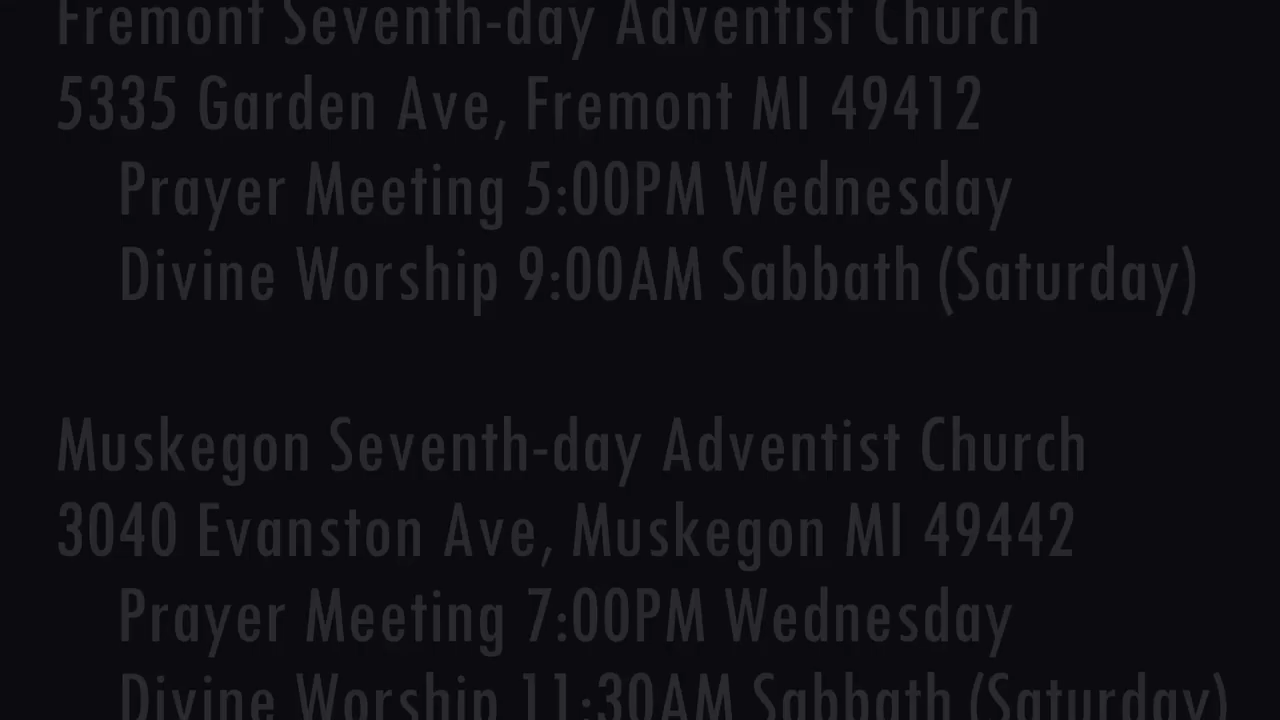 Fremont Seventh-day Adventist Church
5335 Garden Ave, Fremont MI 49412
Prayer Meeting 5:00PM Wednesday
Divine Worship 9:00AM Sabbath (Saturday)
Muskegon Seventh-day Adventist Church
3040 Evanston Ave, Muskegon MI 49442
Prayer Meeting 7:00PM Wednesday
Divine Worship 11:30AM Sabbath (Saturday)